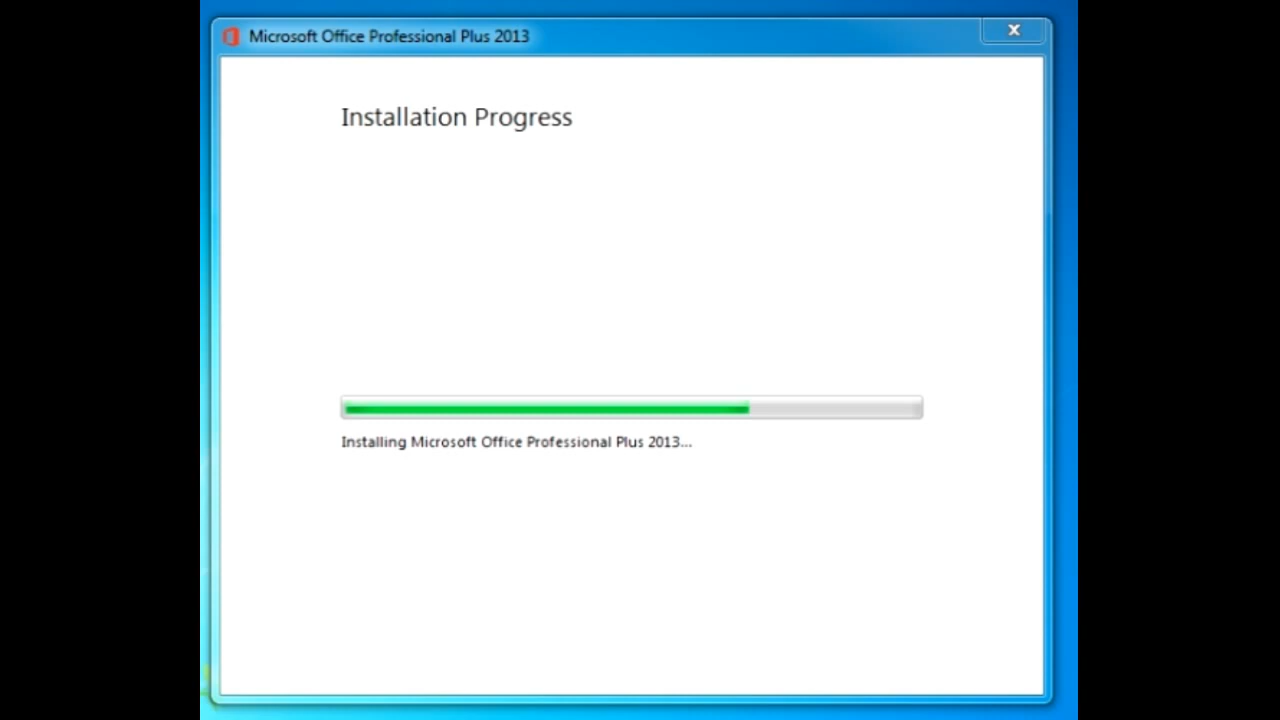 Microsoft Office Professional Plus 2013
Installation Progress
Installing Microsoft Office Professional Plus 2013...